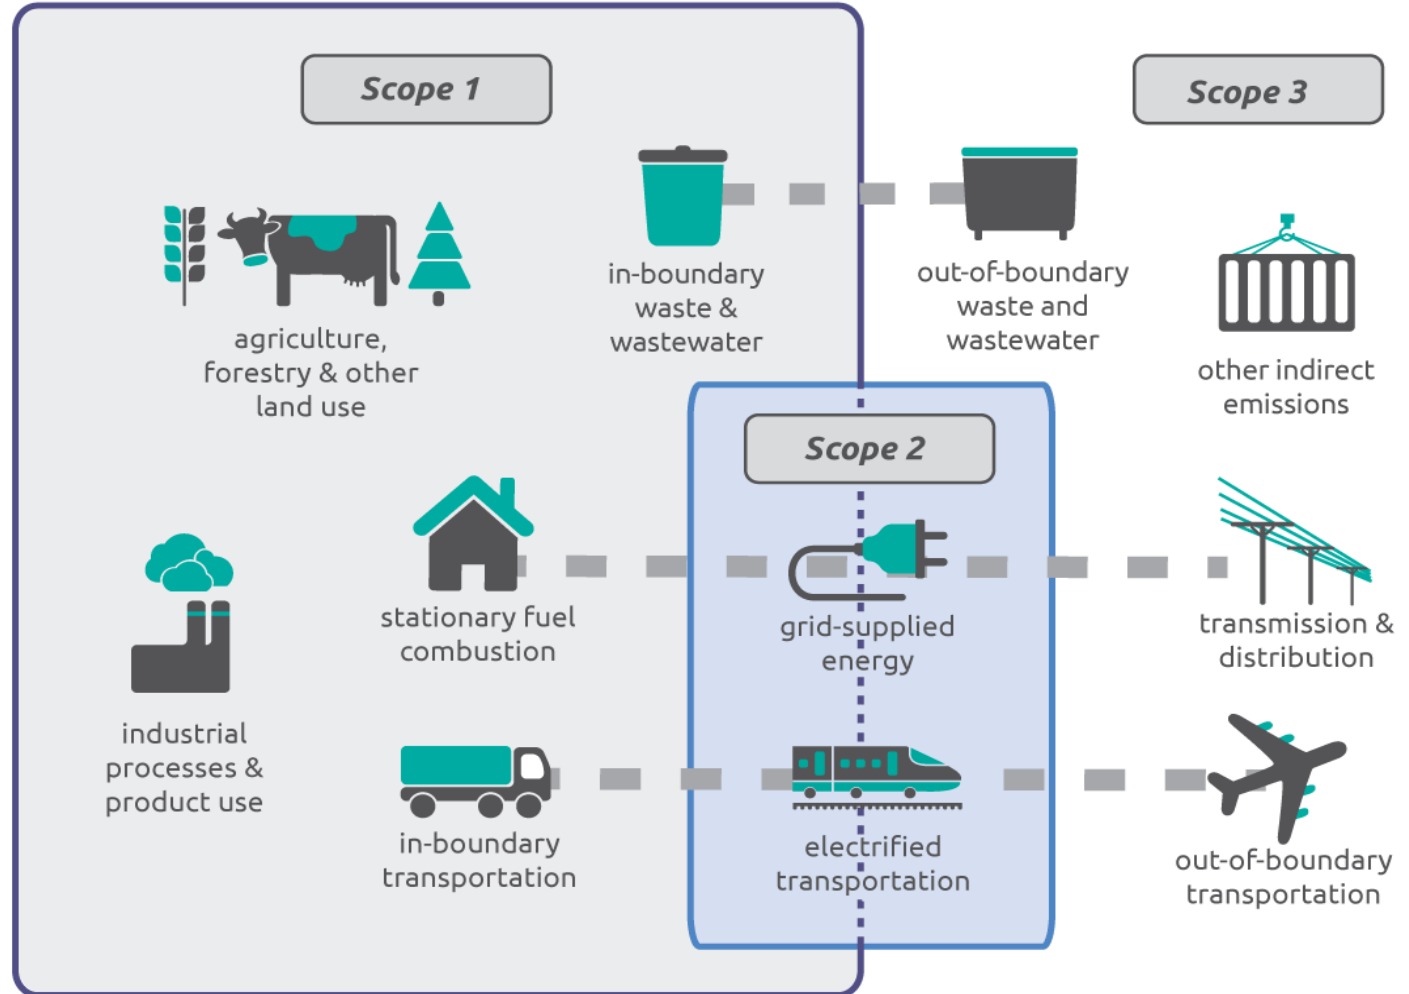 Scope 1
Scope 3
in-boundary
waste &
wastewater
out-of-boundary
waste and
wastewater
agriculture,
forestry & other
land use
other indirect
emissions
Scope 2
stationary fuel
combustion
grid-supplied
energy
transmission &
distribution
industrial
processes &
product use
in-boundary
transportation
electrified
transportation
out-of-boundary
transportation